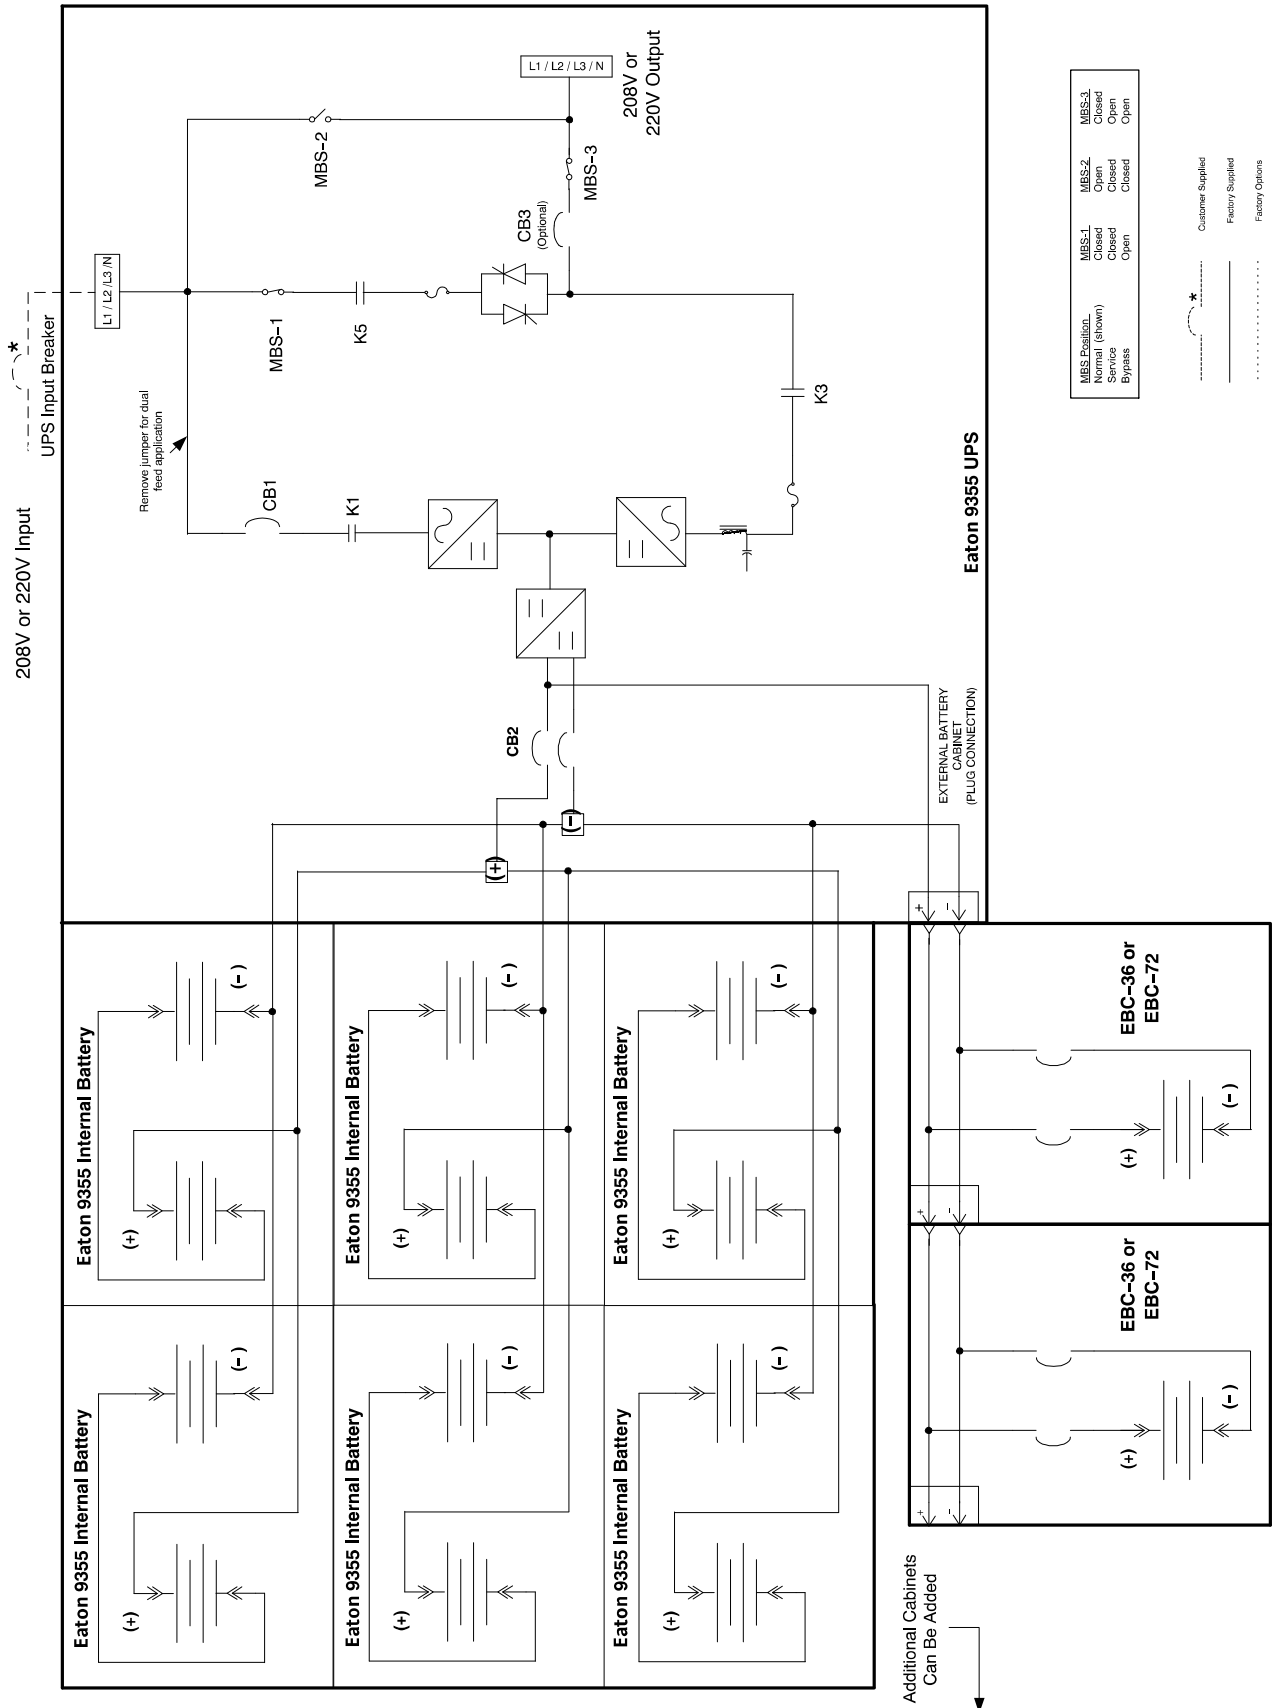 208V or 220V Input
UPS Input Breaker
*
L1 / L2 /L3 /N
Remove jumper for dual
feed application
CB1
K1
MBS-1
K5
MBS-2
L1 / L2 / L3 / N
208V or
220V Output
MBS-3
CB3
(Optional)
K3
CB2
(-)
(+)
EXTERNAL BATTERY
CABINET
(PLUG CONNECTION)
+
-
Eaton 9355 UPS
MBS Position MBS-1 MBS-2 MBS-3
Normal (shown) Closed Open Closed
Service Closed Closed Open
Bypass Open Closed Open
*
Customer Supplied
Factory Supplied
Factory Options
Eaton 9355 Internal Battery
(+)
(-)
Eaton 9355 Internal Battery
(+)
(-)
Eaton 9355 Internal Battery
(+)
(-)
Eaton 9355 Internal Battery
(+)
(-)
Eaton 9355 Internal Battery
(+)
(-)
Eaton 9355 Internal Battery
(+)
(-)
EBC-36 or
EBC-72
(+)
(-)
+
-
EBC-36 or
EBC-72
(+)
(-)
+
-
Additional Cabinets
Can Be Added